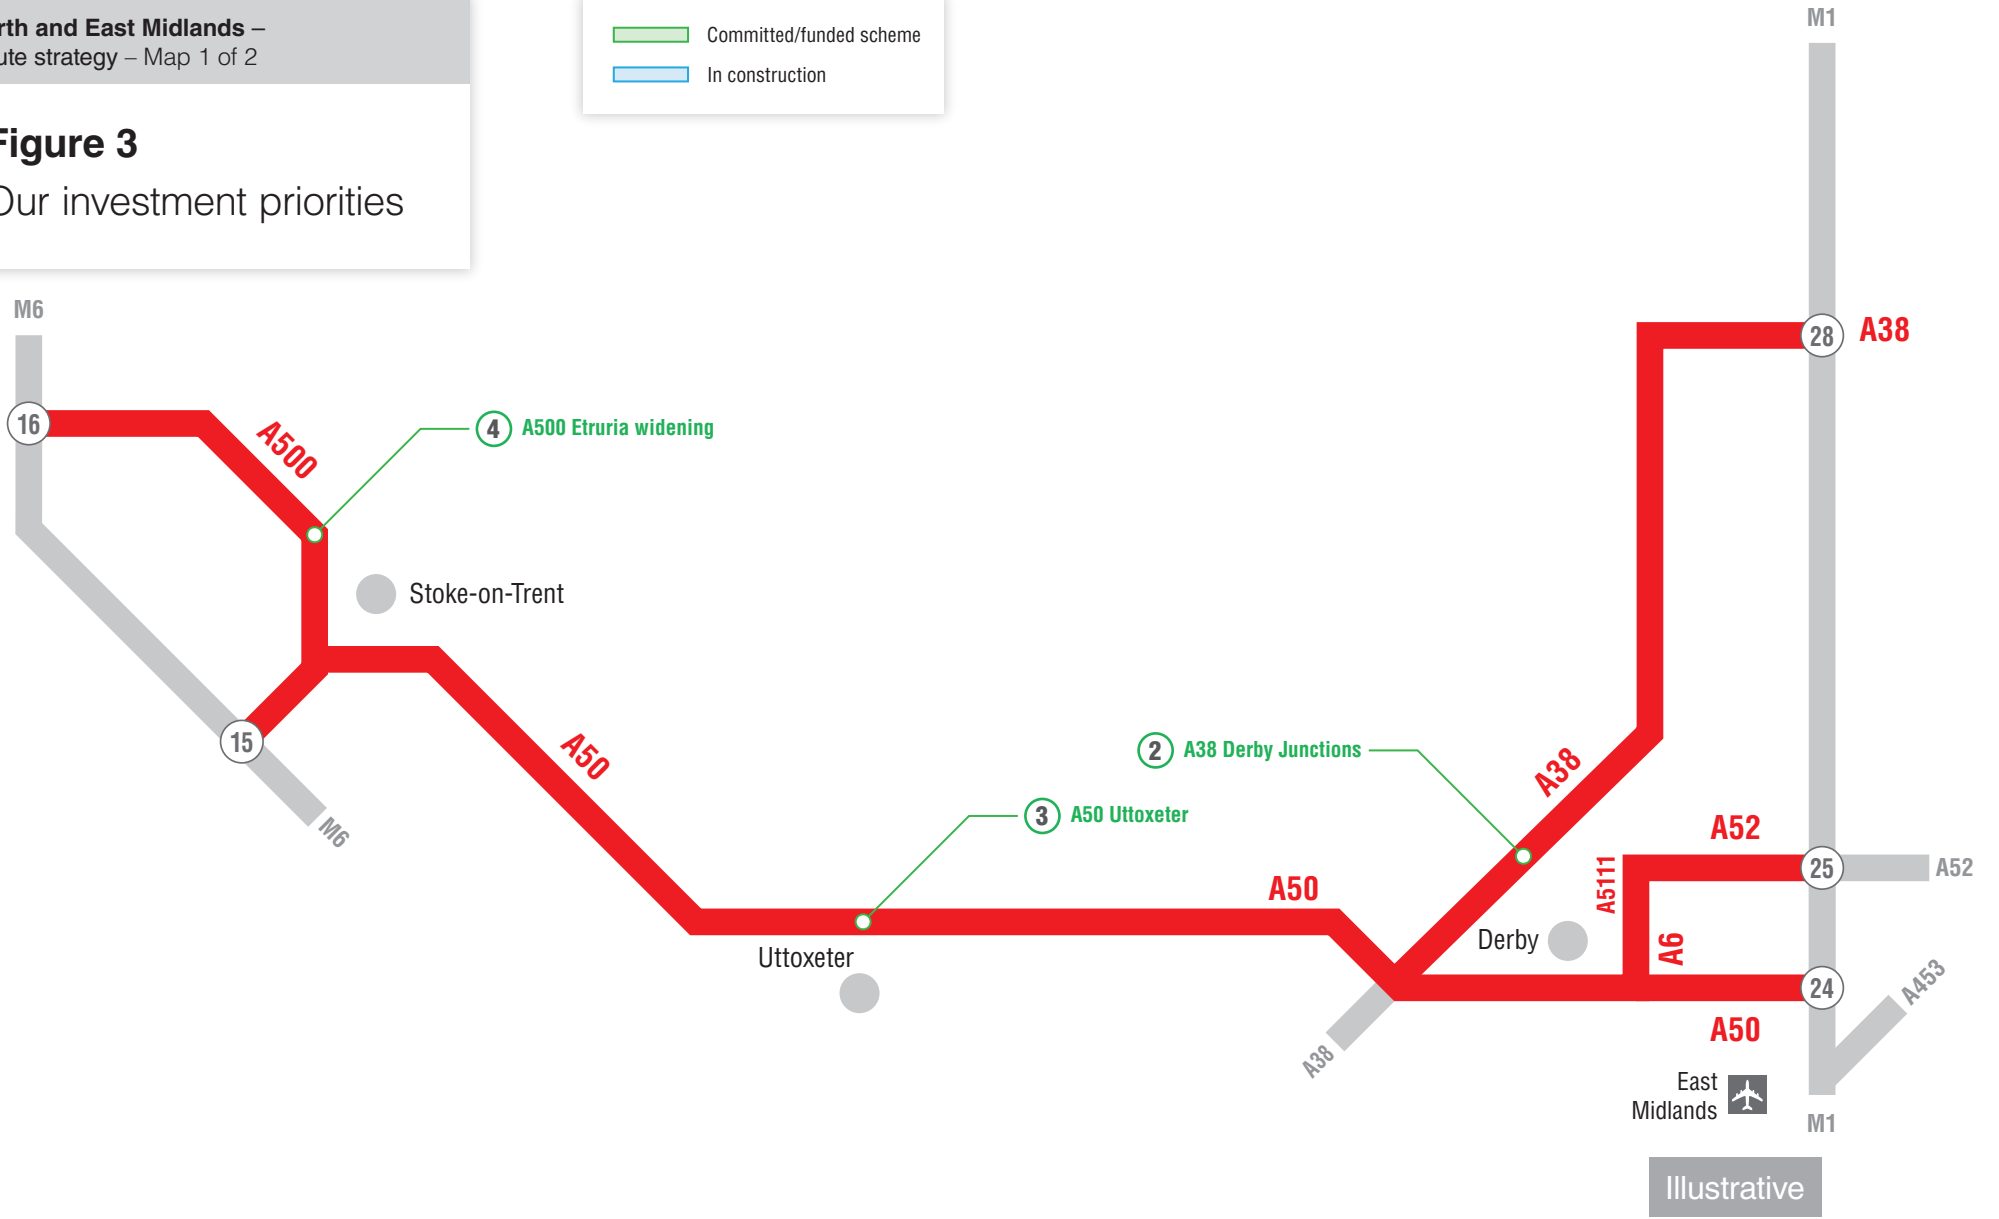 rth and East Midlands –
ute strategy – Map 1 of 2
Figure 3
Our investment priorities
Committed/funded scheme
In construction
M1
M6
28
A38
16
A500
4 A500 Etruria widening
Stoke-on-Trent
15
A50
M6
2 A38 Derby Junctions
A38
3 A50 Uttoxeter
A52
A5111
25
A52
A50
Derby
A6
Uttoxeter
24
A453
A50
A38
East
Midlands
M1
Illustrative